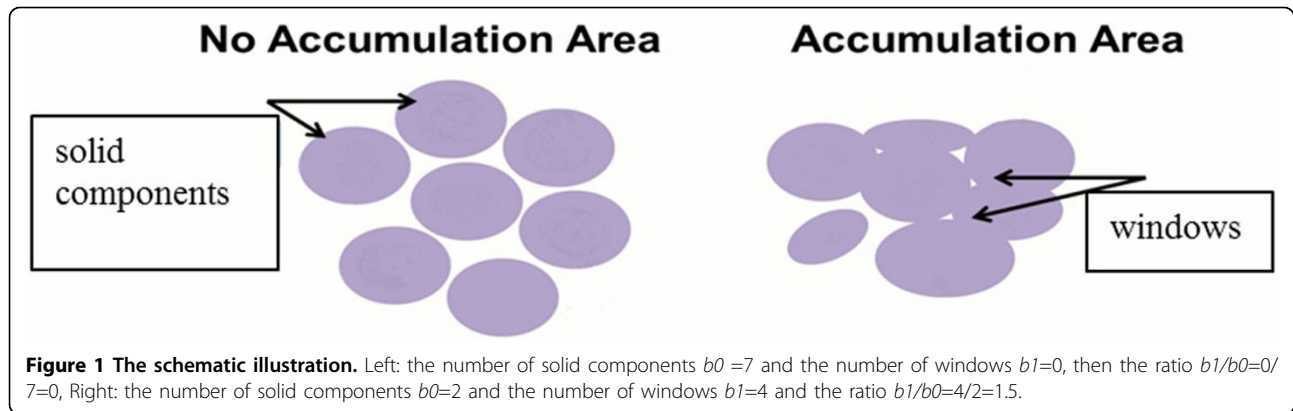 No Accumulation Area
Accumulation Area
solid
components
windows
Figure 1 The schematic illustration. Left: the number of solid components b0 =7 and the number of windows b1=0, then the ratio b1/b0=0/
7=0, Right: the number of solid components b0=2 and the number of windows b1=4 and the ratio b1/b0=4/2=1.5.